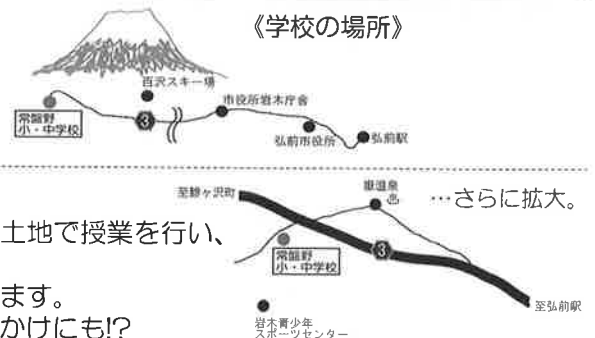 《学校の場所》
百沢スキー場
市役所岩木庁舎
常盤野
小・中学校
3
弘前市役所
弘前駅
至鰺ヶ沢町
嶽温泉
…さらに拡大。
土地で授業を行い、
常盤野
小・中学校
3
ます。
至弘前駅
かけにも!?
岩木青少年
スポーツセンター